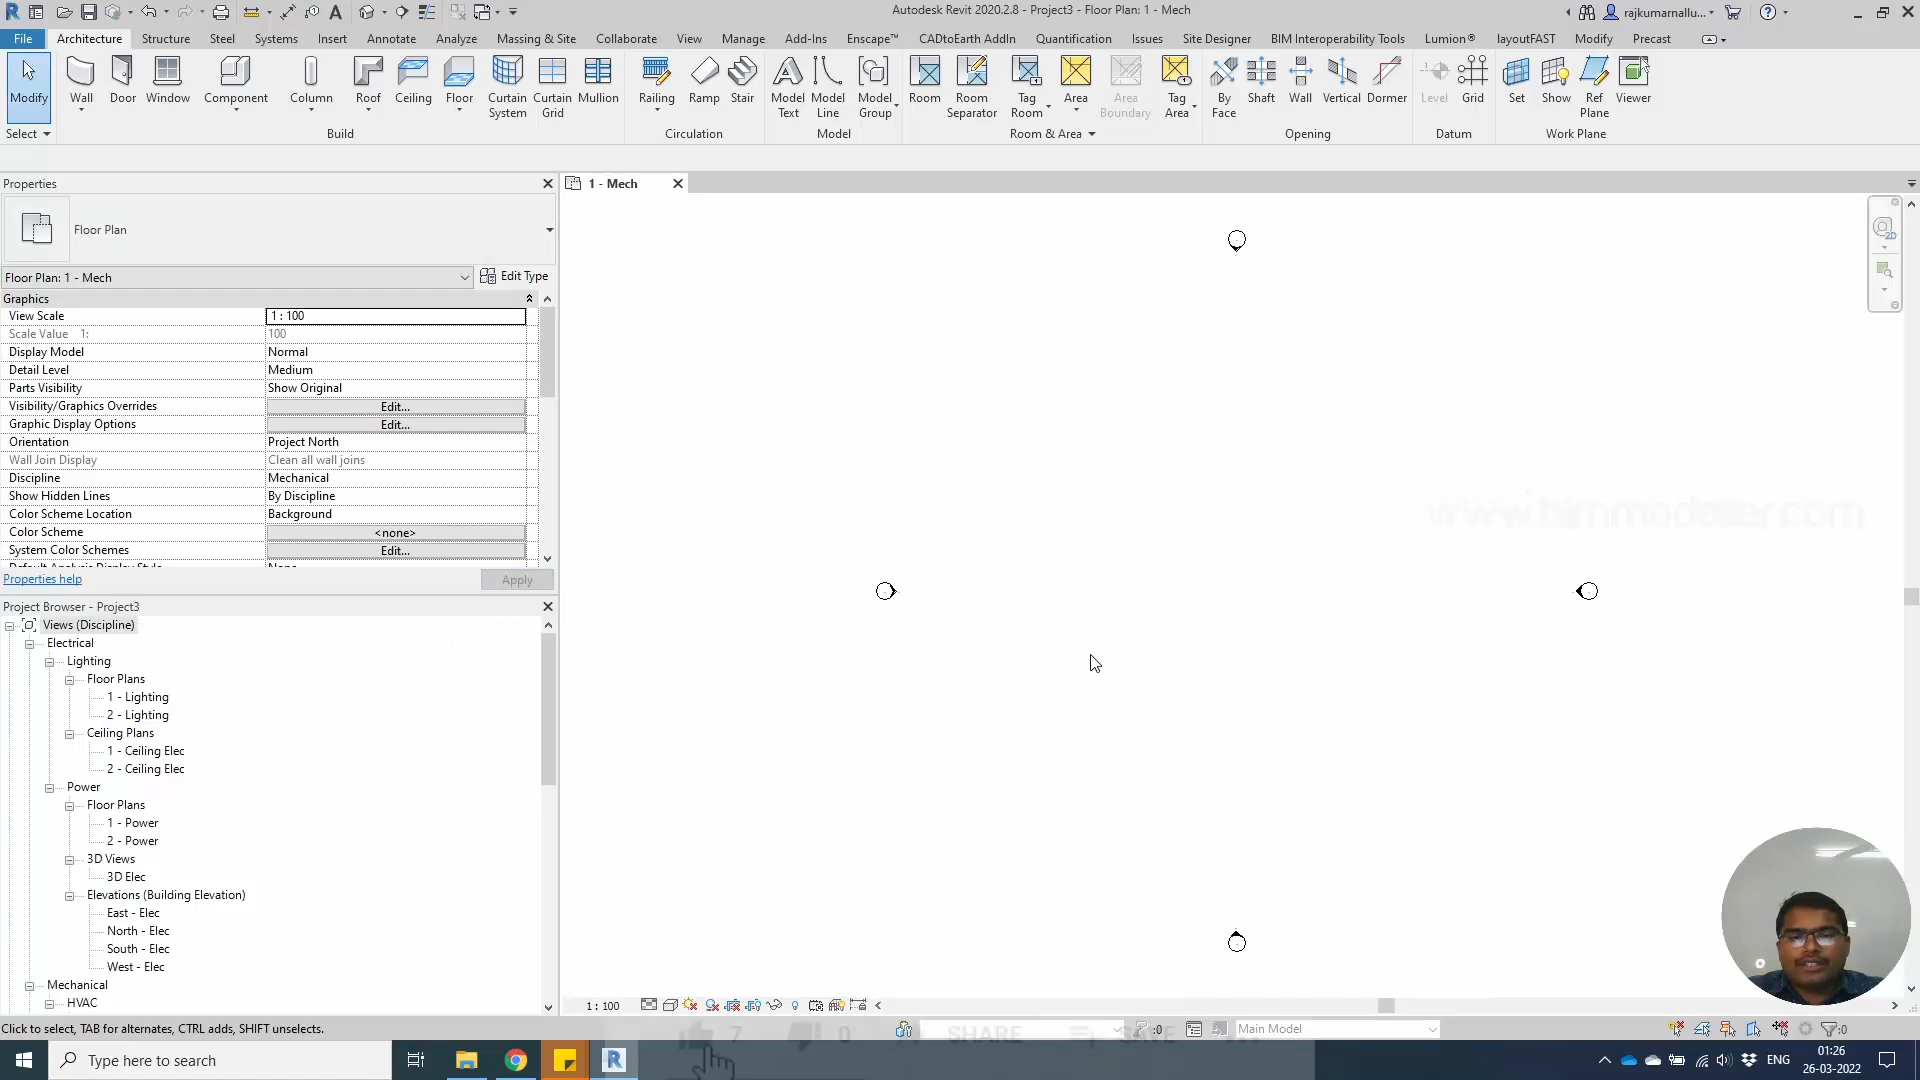 Autodesk Revit 2020.2.8 - Project3 - Floor Plan: 1 - Mech
rajkumarnallu...
File Architecture Structure Steel Systems Insert Annotate Analyze Massing & Site Collaborate View Manage Add-Ins Enscape™ CADtoEarth AddIn Quantification Issues Site Designer BIM Interoperability Tools Lumion® layoutFAST Modify Precast
Modify Wall Door Window Component Column Roof Ceiling Floor Curtain System Curtain Grid Mullion Railing Ramp Stair Model Text Model Line Model Group Room Room Separator Tag Room Area Area Boundary Tag Area By Face Shaft Wall Vertical Dormer Level Grid Set Show Ref Plane Viewer
Select Build Circulation Model Room & Area Opening Datum Work Plane
Properties
1 - Mech
Floor Plan
2D
Floor Plan: 1 - Mech Edit Type
Graphics
View Scale 1 : 100
Scale Value 1: 100
Display Model Normal
Detail Level Medium
Parts Visibility Show Original
Visibility/Graphics Overrides Edit...
Graphic Display Options Edit...
Orientation Project North
Wall Join Display Clean all wall joins
Discipline Mechanical
Show Hidden Lines By Discipline
Color Scheme Location Background
Color Scheme <none>
System Color Schemes Edit...
Properties help Apply
www.bimmodeller.com
Project Browser - Project3
Views (Discipline)
Electrical
Lighting
Floor Plans
1 - Lighting
2 - Lighting
Ceiling Plans
1 - Ceiling Elec
2 - Ceiling Elec
Power
Floor Plans
1 - Power
2 - Power
3D Views
3D Elec
Elevations (Building Elevation)
East - Elec
North - Elec
South - Elec
West - Elec
Mechanical
HVAC
1 : 100
Click to select, TAB for alternates, CTRL adds, SHIFT unselects.
7 0 SHARE SAVE
:0 Main Model :0
Type here to search
ENG
01:26
26-03-2022